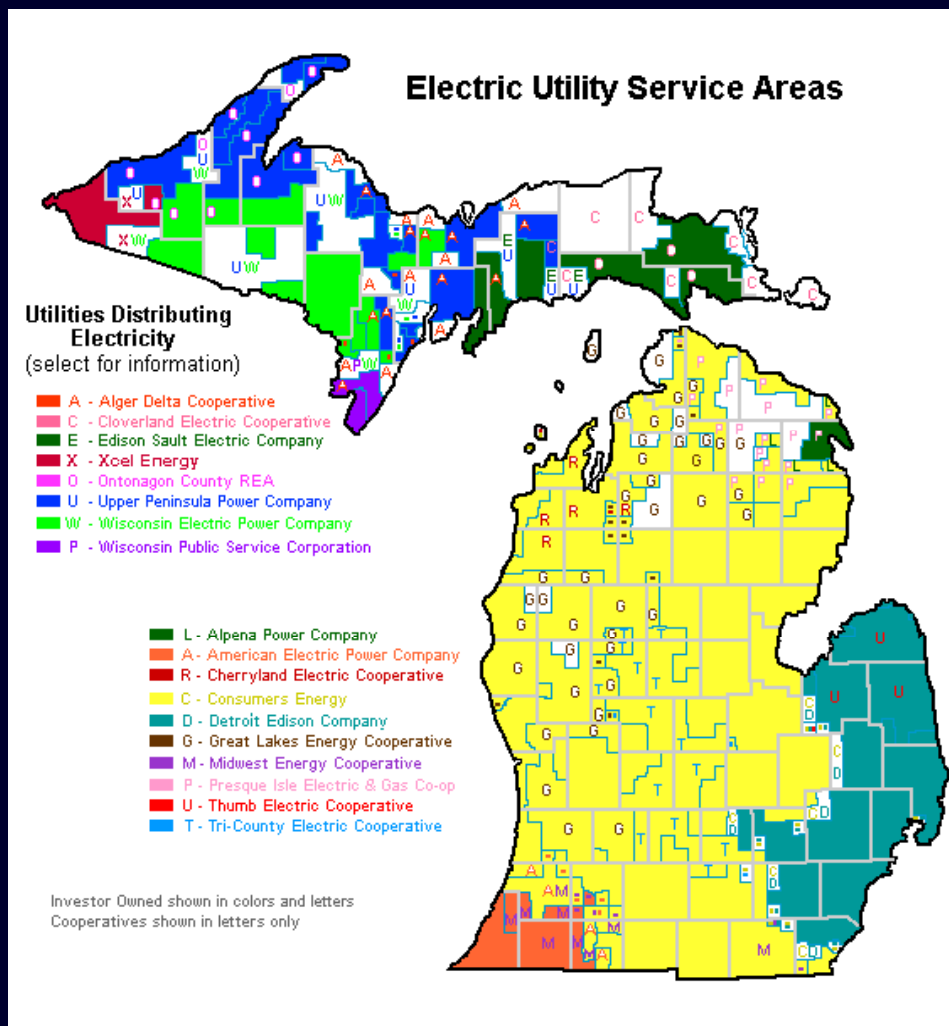 Electric Utility Service Areas
Utilities Distributing
Electricity
(select for information)
A - Alger Delta Cooperative
C - Cloverland Electric Cooperative
E - Edison Sault Electric Company
X - Xcel Energy
O - Ontonagon County REA
U - Upper Peninsula Power Company
W - Wisconsin Electric Power Company
P - Wisconsin Public Service Corporation
L - Alpena Power Company
A - American Electric Power Company
R - Cherryland Electric Cooperative
C - Consumers Energy
D - Detroit Edison Company
G - Great Lakes Energy Cooperative
M - Midwest Energy Cooperative
P - Presque Isle Electric & Gas Co-op
U - Thumb Electric Cooperative
T - Tri-County Electric Cooperative
Investor Owned shown in colors and letters
Cooperatives shown in letters only